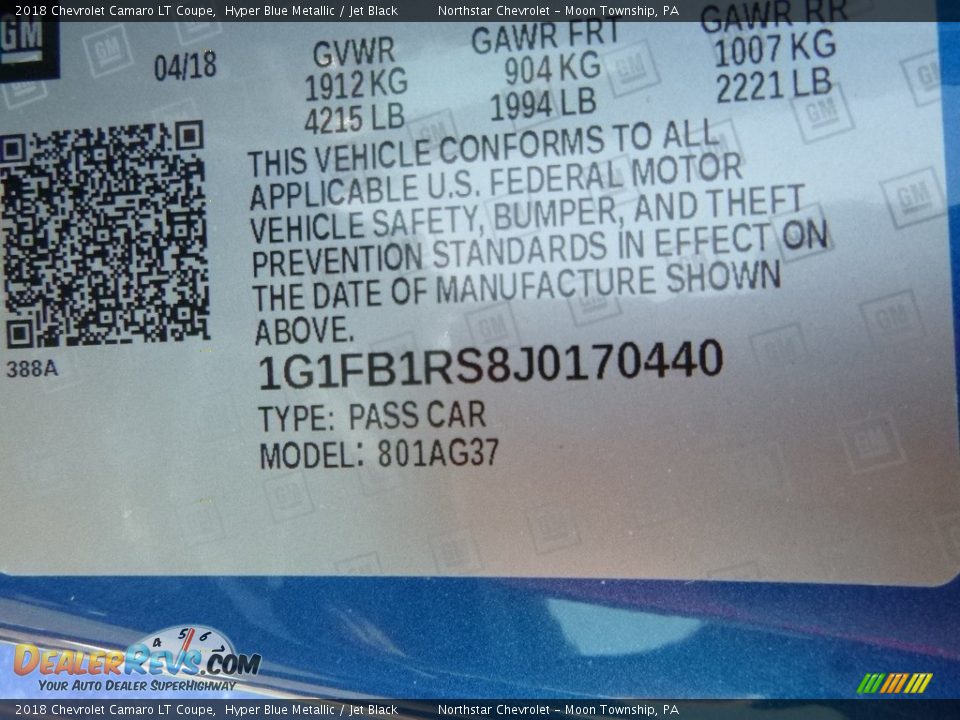 2018 Chevrolet Camaro LT Coupe, Hyper Blue Metallic / Jet Black Northstar Chevrolet - Moon Township, PA
GM
04/18
GVWR GAWR FRT GAWR RR
1912 KG 904 KG 1007 KG
4215 LB 1994 LB 2221 LB
THIS VEHICLE CONFORMS TO ALL
APPLICABLE U.S. FEDERAL MOTOR
VEHICLE SAFETY, BUMPER, AND THEFT
PREVENTION STANDARDS IN EFFECT ON
THE DATE OF MANUFACTURE SHOWN
ABOVE.
388A
1G1FB1RS8J0170440
TYPE: PASS CAR
MODEL: 801AG37
4 5 6 7
DEALERREVS.COM
YOUR AUTO DEALER SUPERHIGHWAY
2018 Chevrolet Camaro LT Coupe, Hyper Blue Metallic / Jet Black Northstar Chevrolet - Moon Township, PA